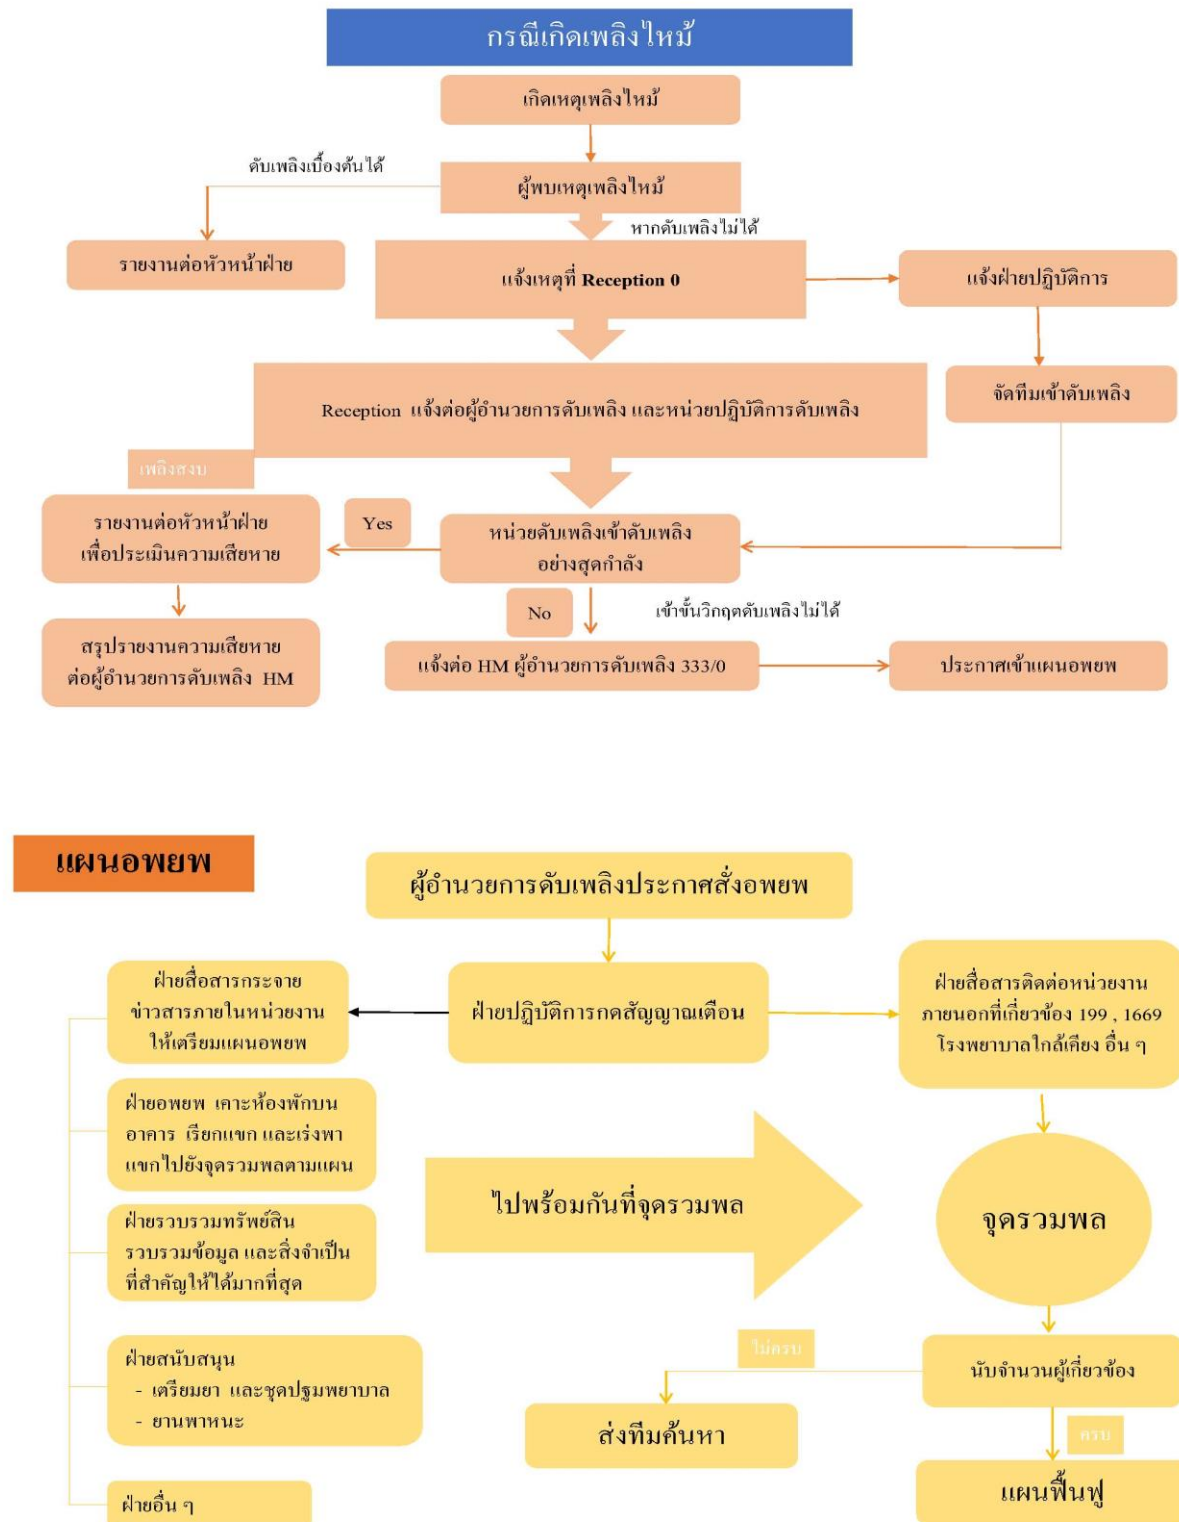 กรณีเกิดเพลิงไหม้
เกิดเหตุเพลิงไหม้
ดับเพลิงเบื้องต้นได้
ผู้พบเหตุเพลิงไหม้
หากดับเพลิงไม่ได้
รายงานต่อหัวหน้าฝ่าย
แจ้งเหตุที่ Reception 0
แจ้งฝ่ายปฏิบัติการ
จัดทีมเข้าดับเพลิง
Reception แจ้งต่อผู้อำนวยการดับเพลิง และหน่วยปฏิบัติการดับเพลิง
เพลิงสงบ
รายงานต่อหัวหน้าฝ่าย
เพื่อประเมินความเสียหาย
Yes
หน่วยดับเพลิงเข้าดับเพลิง
อย่างสุดกำลัง
No
เข้าขั้นวิกฤตดับเพลิงไม่ได้
สรุปรายงานความเสียหาย
ต่อผู้อำนวยการดับเพลิง HM
แจ้งต่อ HM ผู้อำนวยการดับเพลิง 333/0
ประกาศเข้าแผนอพยพ
แผนอพยพ
ผู้อำนวยการดับเพลิงประกาศสั่งอพยพ
ฝ่ายสื่อสารกระจาย
ข่าวสารภายในหน่วยงาน
ให้เตรียมแผนอพยพ
ฝ่ายปฏิบัติการกดสัญญาณเตือน
ฝ่ายสื่อสารติดต่อหน่วยงาน
ภายนอกที่เกี่ยวข้อง 199 , 1669
โรงพยาบาลใกล้เคียง อื่น ๆ
ฝ่ายอพยพ เคาะห้องพักบน
อาคาร เรียกแขก และเร่งพา
แขกไปยังจุดรวมพลตามแผน
ไปพร้อมกันที่จุดรวมพล
จุดรวมพล
ฝ่ายรวบรวมทรัพย์สิน
รวบรวมข้อมูล และสิ่งจำเป็น
ที่สำคัญให้ได้มากที่สุด
ฝ่ายสนับสนุน
- เตรียมยา และชุดปฐมพยาบาล
- ยานพาหนะ
ไม่ครบ
นับจำนวนผู้เกี่ยวข้อง
ส่งทีมค้นหา
ครบ
แผนฟื้นฟู
ฝ่ายอื่น ๆ